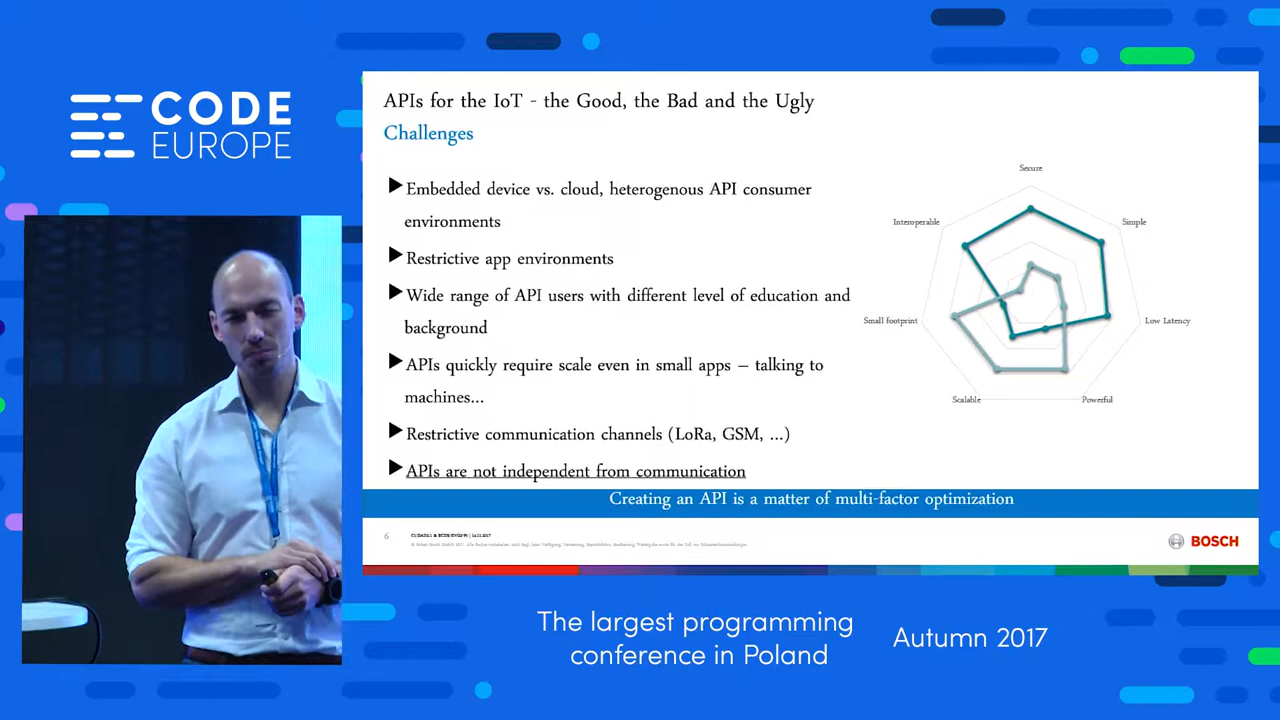 CODE
EUROPE
APIs for the IoT - the Good, the Bad and the Ugly
Challenges
Embedded device vs. cloud, heterogenous API consumer
environments
Restrictive app environments
Wide range of API users with different level of education and
background
APIs quickly require scale even in small apps – talking to
machines...
Restrictive communication channels (LoRa, GSM, ...)
APIs are not independent from communication
Secure
Interoperable
Simple
Small footprint
Low Latency
Scalable
Powerful
Creating an API is a matter of multi-factor optimization
6
BOSCH
The largest programming
conference in Poland
Autumn 2017